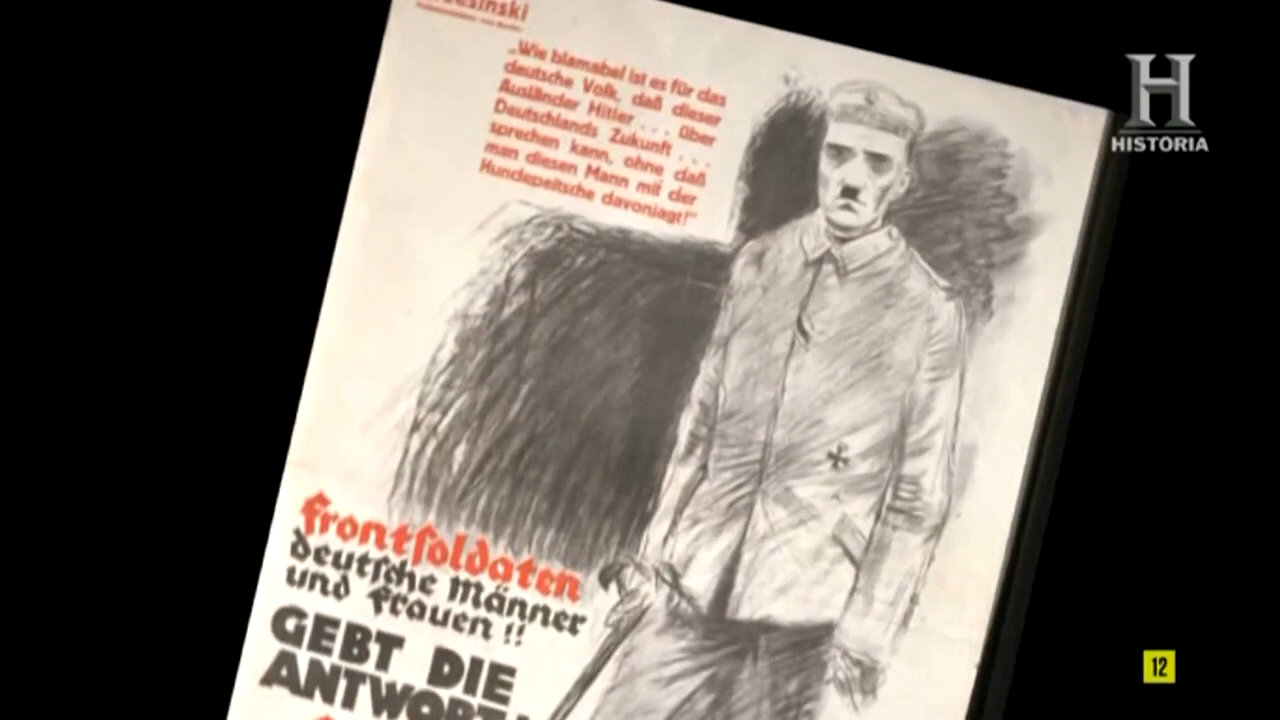 „Wie blamabel ist es für das
deutsche Volk, daß dieser
Ausländer Hitler . . . über
Deutschlands Zukunft . . .
sprechen kann, ohne daß
man diesen Mann mit der
Hundepeitsche davonjagt!"
H
HISTORIA
Frontsoldaten
deutsche Männer
und Frauen !!
GEBT DIE
ANTWORT!
12